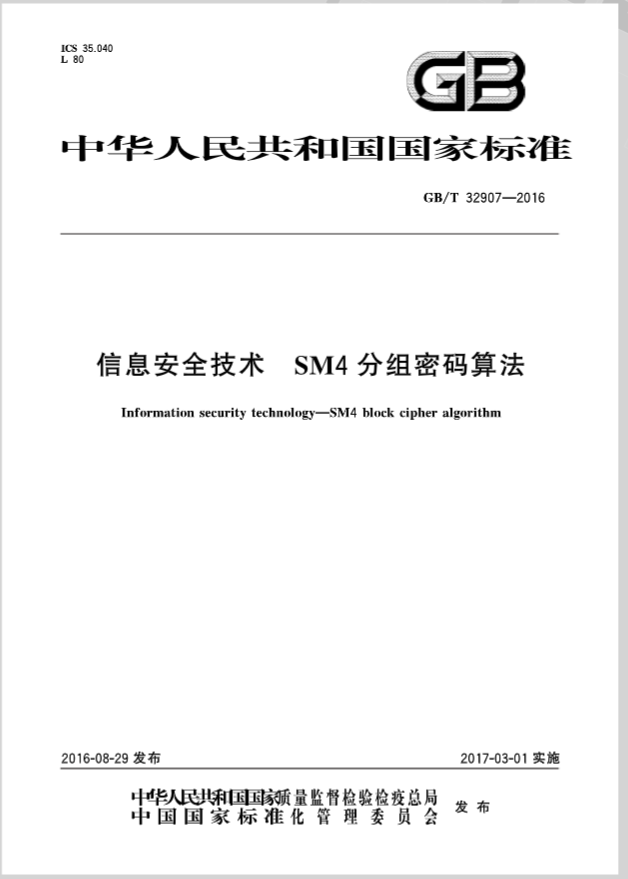 ICS 35.040
L 80
GB
中华人民共和国国家标准
GB/T 32907—2016
信息安全技术 SM4 分组密码算法
Information security technology—SM4 block cipher algorithm
2016-08-29 发布
2017-03-01 实施
中华人民共和国国家质量监督检验检疫总局
中国国家标准化管理委员会
发布